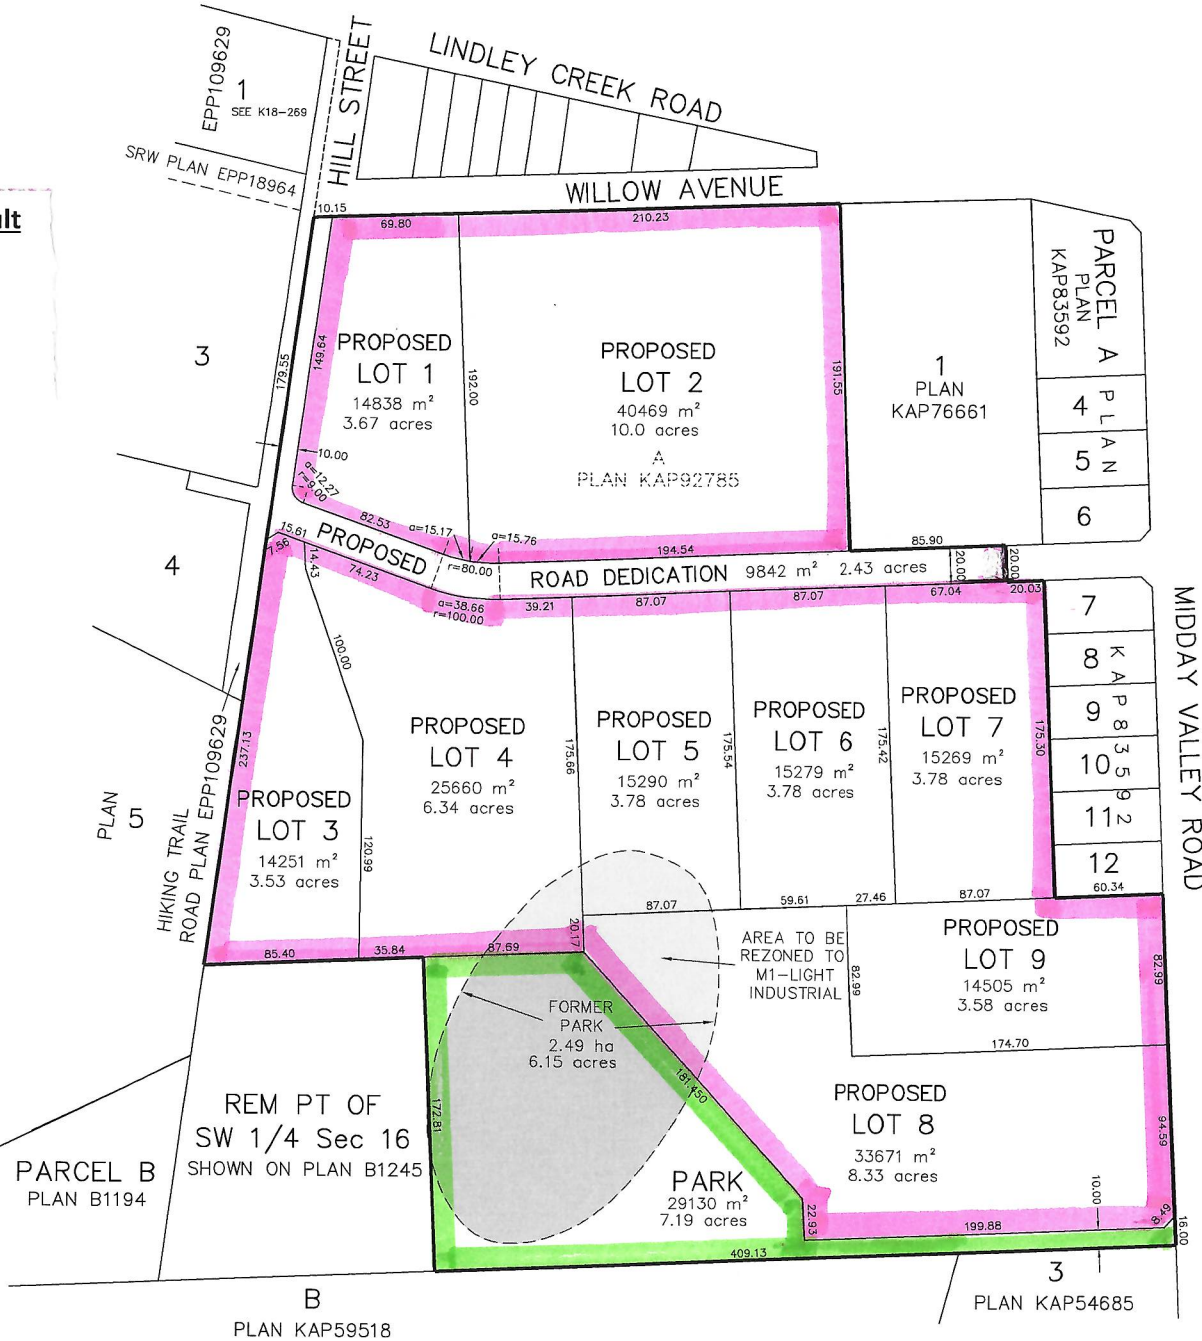 LINDLEY CREEK ROAD
HILL STREET
EPP109629
1
SEE K18-269
SRW PLAN EPP18964
WILLOW AVENUE
10.15
69.80
210.23
PARCEL A
PLAN
KAP83592
3
179.55
149.64
PROPOSED
LOT 1
14838 m²
3.67 acres
192.00
PROPOSED
LOT 2
40469 m²
10.0 acres
A
PLAN KAP92785
191.55
1
PLAN
KAP76661
4
5
6
PLAN
10.00
a=12.27
r=9.00
82.53
a=15.17
a=15.76
r=80.00
194.54
85.90
15.61
7.56
PROPOSED
ROAD DEDICATION 9842 m² 2.43 acres
20.00
20.00
4
14.43
74.23
a=38.66
r=100.00
39.21
87.07
87.07
67.04
20.03
7
8
9
10
11
12
KAP83592
MIDDAY VALLEY ROAD
100.00
237.13
PROPOSED
LOT 3
14251 m²
3.53 acres
120.99
PROPOSED
LOT 4
25660 m²
6.34 acres
175.66
PROPOSED
LOT 5
15290 m²
3.78 acres
175.54
PROPOSED
LOT 6
15279 m²
3.78 acres
175.42
PROPOSED
LOT 7
15269 m²
3.78 acres
175.30
PLAN
5
HIKING TRAIL
ROAD PLAN EPP109629
60.34
85.40
35.84
87.69
20.17
87.07
59.61
27.46
87.07
AREA TO BE
REZONED TO
M1-LIGHT
INDUSTRIAL
PROPOSED
LOT 9
14505 m²
3.58 acres
82.99
82.99
174.70
FORMER
PARK
2.49 ha
6.15 acres
181.450
172.81
REM PT OF
SW 1/4 Sec 16
SHOWN ON PLAN B1245
PARCEL B
PLAN B1194
PROPOSED
LOT 8
33671 m²
8.33 acres
94.59
PARK
29130 m²
7.19 acres
22.93
199.88
10.00
16.00
409.13
B
PLAN KAP59518
3
PLAN KAP54685